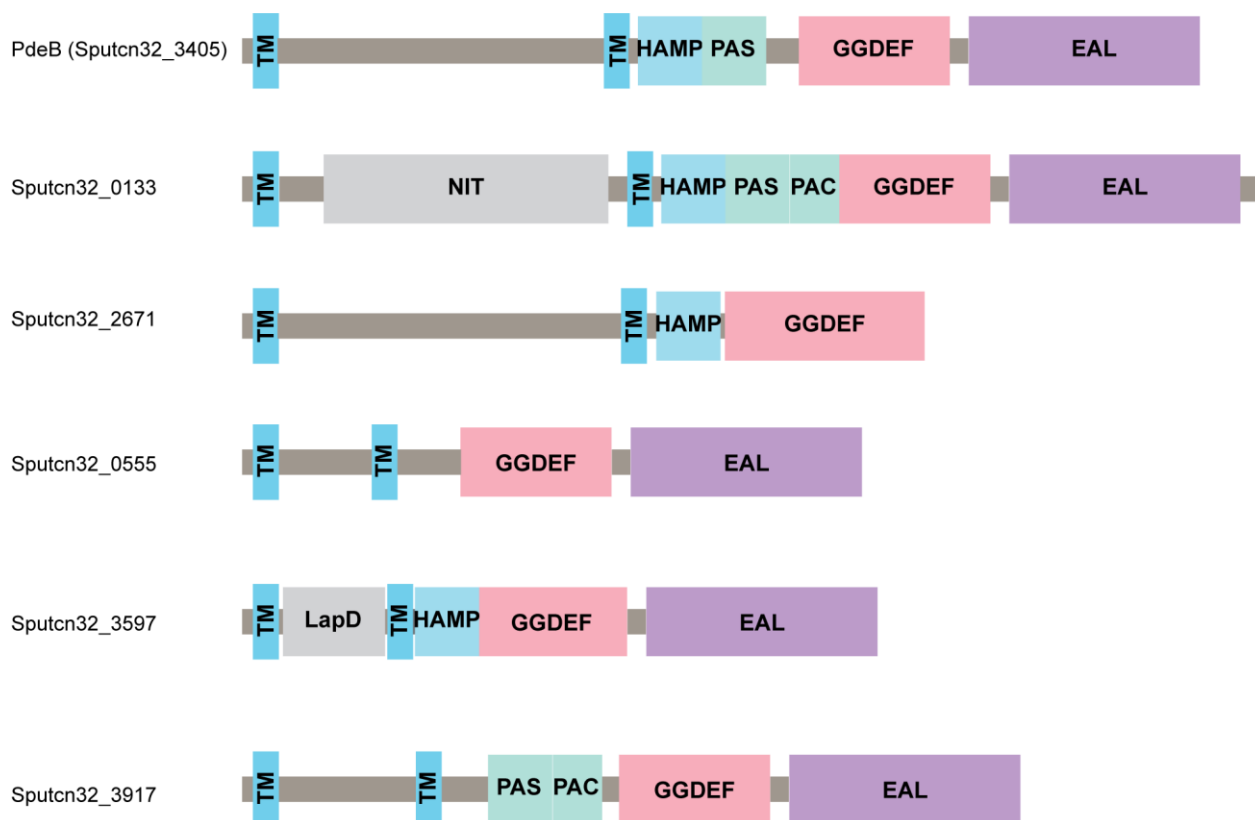 PdeB (Sputcn32_3405) TM TM HAMP PAS GGDEF EAL
Sputcn32_0133 TM NIT TM HAMP PAS PAC GGDEF EAL
Sputcn32_2671 TM TM HAMP GGDEF
Sputcn32_0555 TM TM GGDEF EAL
Sputcn32_3597 TM LapD TM HAMP GGDEF EAL
Sputcn32_3917 TM TM PAS PAC GGDEF EAL